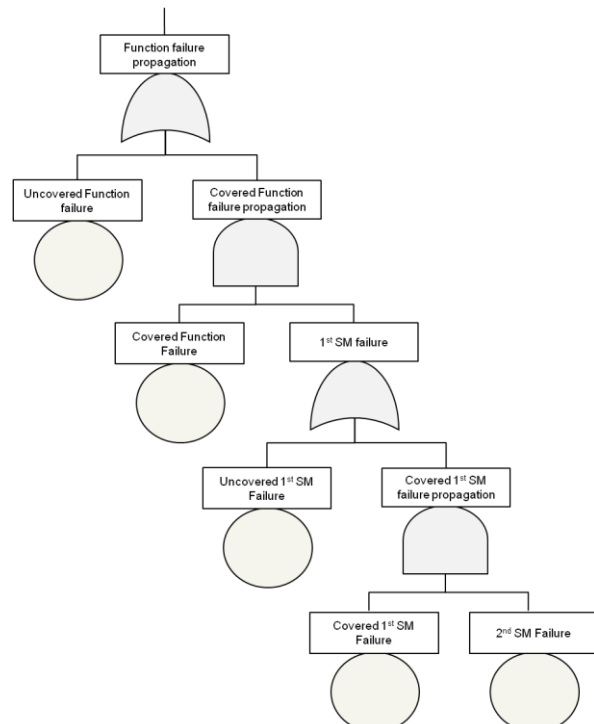 Function failure
propagation
Uncovered Function
failure
Covered Function
failure propagation
Covered Function
Failure
1st SM failure
Uncovered 1st SM
Failure
Covered 1st SM
failure propagation
Covered 1st SM
Failure
2nd SM Failure